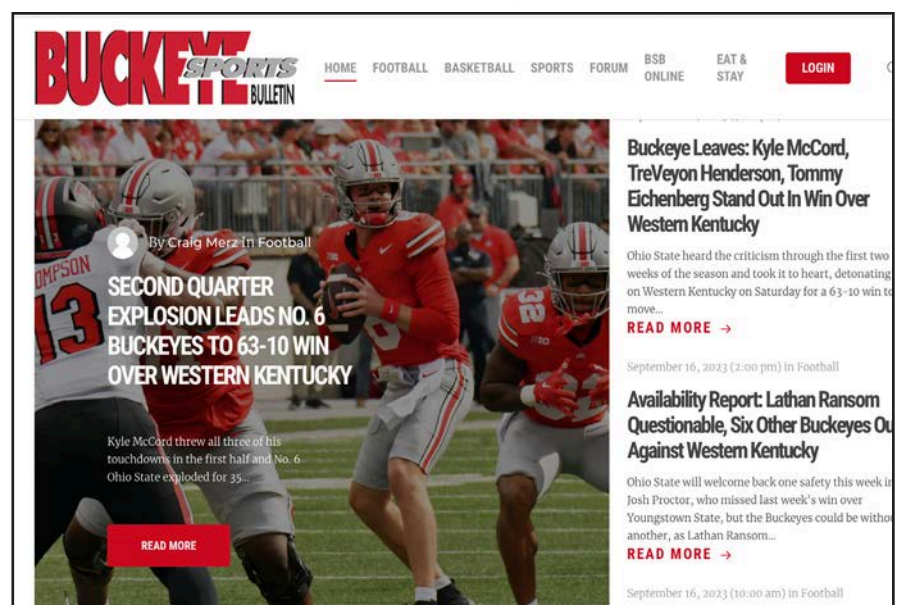 BUCKEYE
SPORTS
BULLETIN
HOME FOOTBALL BASKETBALL SPORTS FORUM BSB ONLINE EAT & STAY LOGIN
OMPSON
13
32
By Craig Merz In Football
SECOND QUARTER
EXPLOSION LEADS NO. 6
BUCKEYES TO 63-10 WIN
OVER WESTERN KENTUCKY
Kyle McCord threw all three of his
touchdowns in the first half and No. 6
Ohio State exploded for 35...
READ MORE
Buckeye Leaves: Kyle McCord,
TreVeyon Henderson, Tommy
Eichenberg Stand Out In Win Over
Western Kentucky
Ohio State heard the criticism through the first two
weeks of the season and took it to heart, detonating
on Western Kentucky on Saturday for a 63-10 win to
move...
READ MORE →
September 16, 2023 (2:00 pm) in Football
Availability Report: Lathan Ransom
Questionable, Six Other Buckeyes Ou
Against Western Kentucky
Ohio State will welcome back one safety this week in
Josh Proctor, who missed last week's win over
Youngstown State, but the Buckeyes could be witho
another, as Lathan Ransom...
READ MORE →
September 16, 2023 (10:00 am) in Football